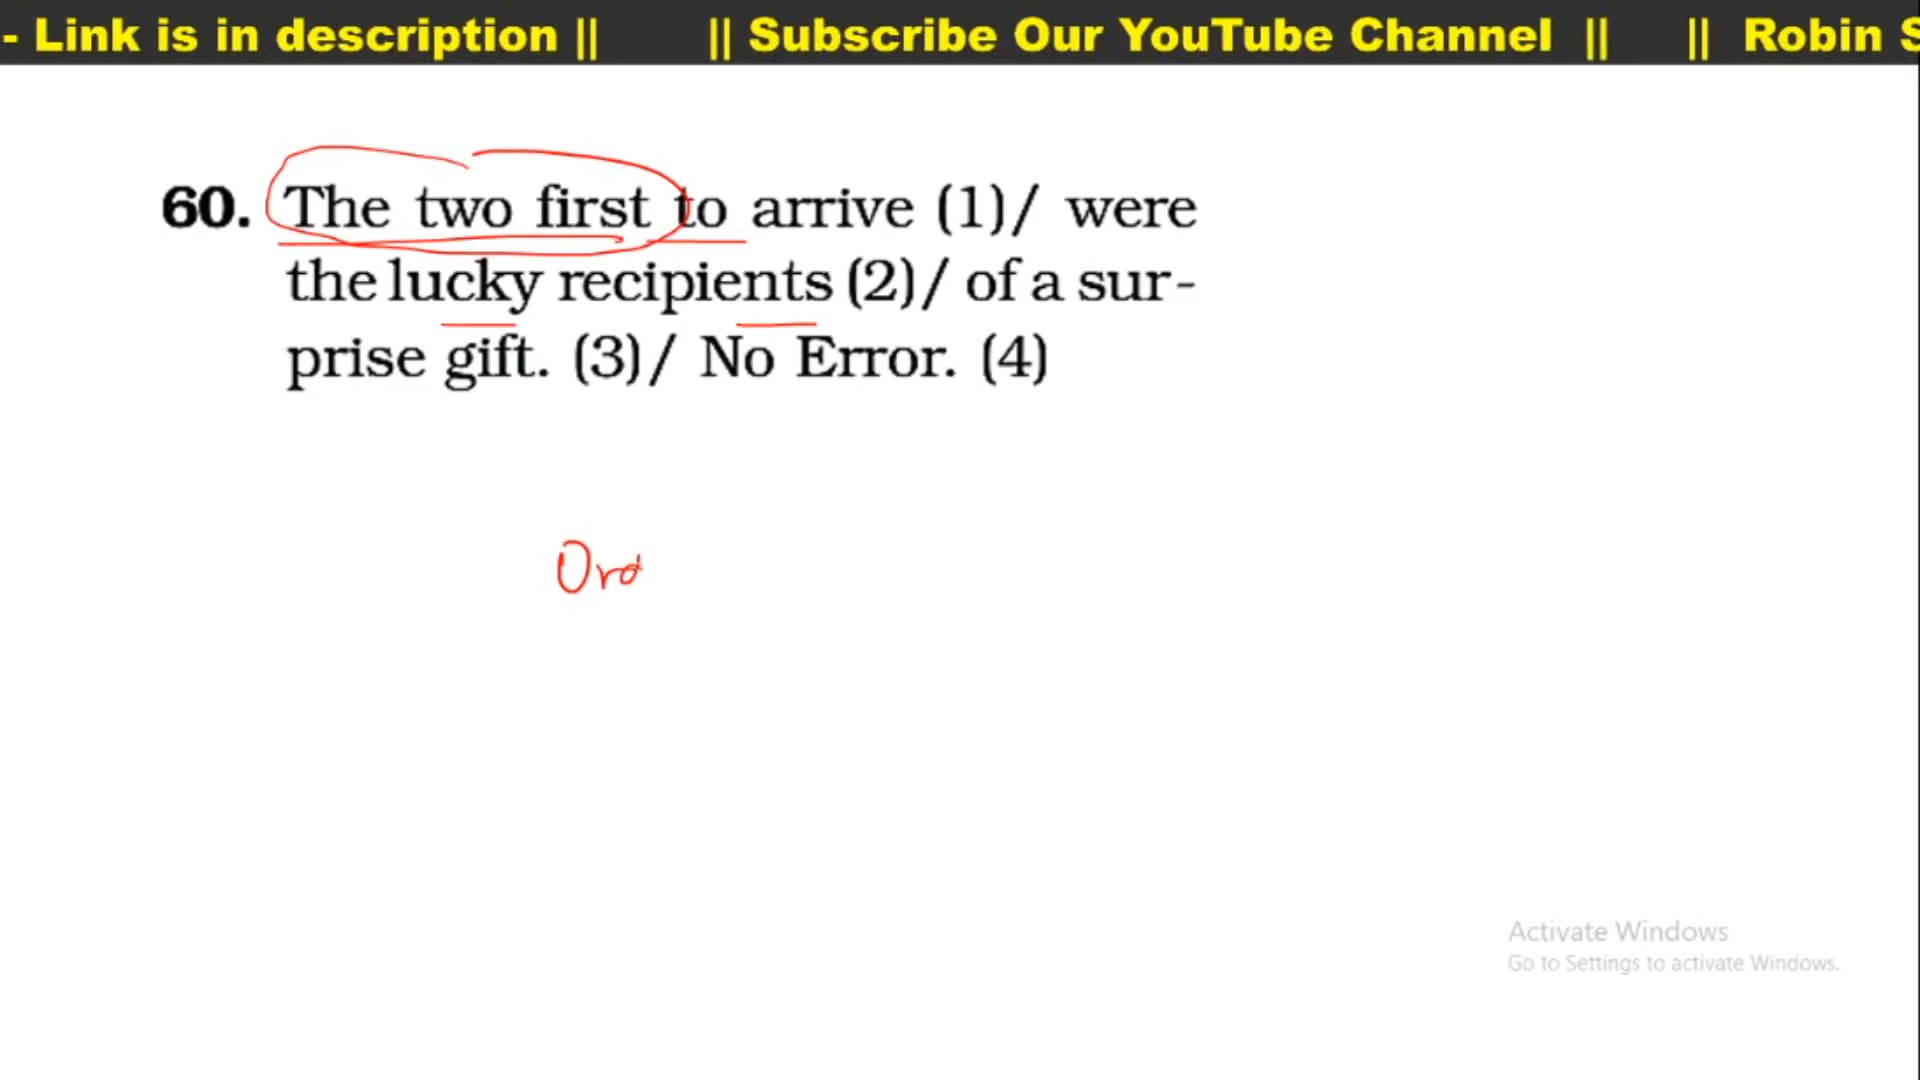 - Link is in description || || Subscribe Our YouTube Channel || || Robin S
60. The two first to arrive (1)/ were
the lucky recipients (2)/ of a sur-
prise gift. (3)/ No Error. (4)
Ord
Activate Windows
Go to Settings to activate Windows.